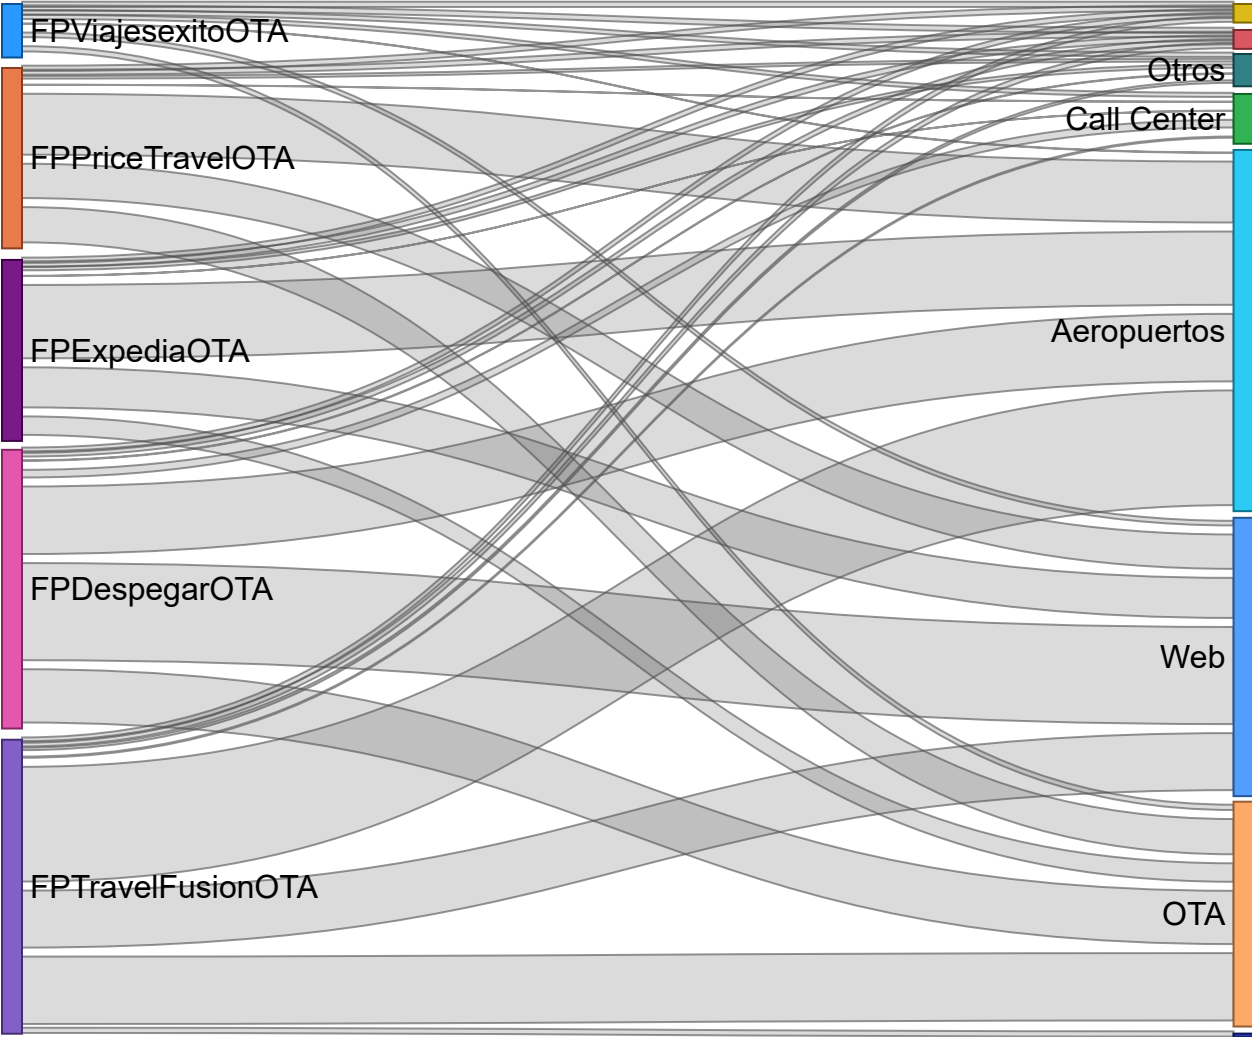 FPViajesexitoOTA
FPPriceTravelOTA
FPExpediaOTA
FPDespegarOTA
FPTravelFusionOTA
Otros
Call Center
Aeropuertos
Web
OTA